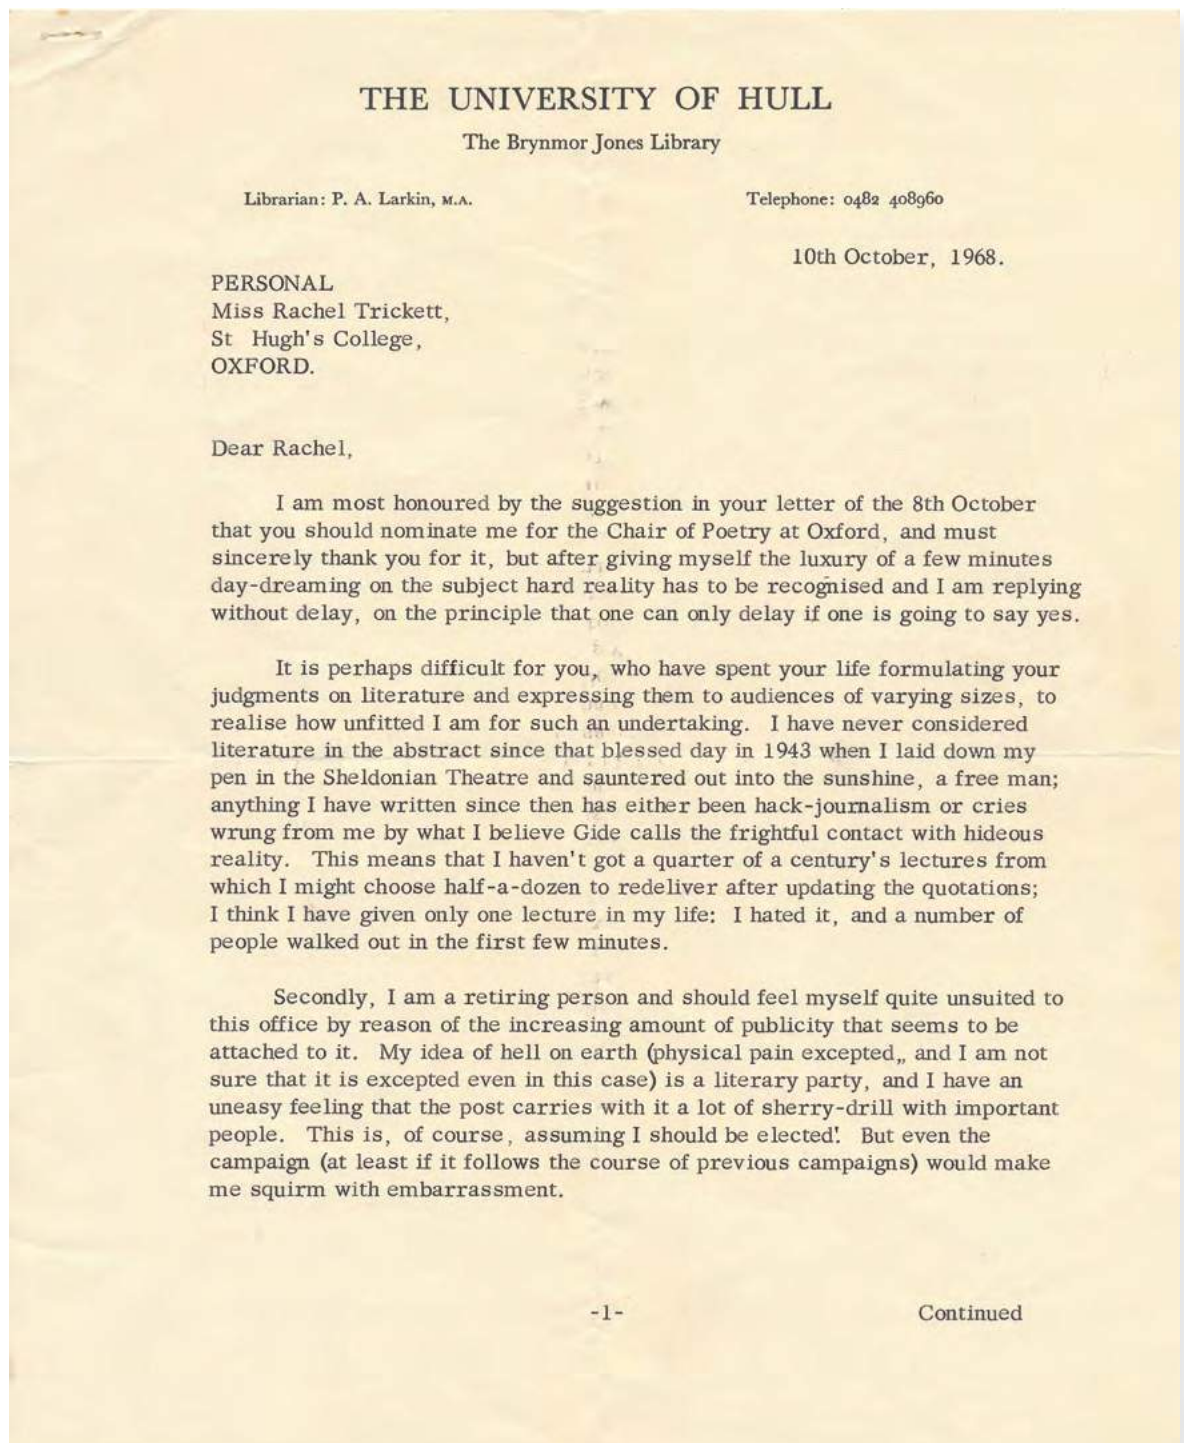 THE UNIVERSITY OF HULL
The Brynmor Jones Library
Librarian: P. A. Larkin, M.A.
Telephone: 0482 408960
10th October, 1968.
PERSONAL
Miss Rachel Trickett,
St Hugh's College,
OXFORD.
Dear Rachel,
I am most honoured by the suggestion in your letter of the 8th October
that you should nominate me for the Chair of Poetry at Oxford, and must
sincerely thank you for it, but after giving myself the luxury of a few minutes
day-dreaming on the subject hard reality has to be recognised and I am replying
without delay, on the principle that one can only delay if one is going to say yes.
It is perhaps difficult for you, who have spent your life formulating your
judgments on literature and expressing them to audiences of varying sizes, to
realise how unfitted I am for such an undertaking. I have never considered
literature in the abstract since that blessed day in 1943 when I laid down my
pen in the Sheldonian Theatre and sauntered out into the sunshine, a free man;
anything I have written since then has either been hack-journalism or cries
wrung from me by what I believe Gide calls the frightful contact with hideous
reality. This means that I haven't got a quarter of a century's lectures from
which I might choose half-a-dozen to redeliver after updating the quotations;
I think I have given only one lecture in my life: I hated it, and a number of
people walked out in the first few minutes.
Secondly, I am a retiring person and should feel myself quite unsuited to
this office by reason of the increasing amount of publicity that seems to be
attached to it. My idea of hell on earth (physical pain excepted,, and I am not
sure that it is excepted even in this case) is a literary party, and I have an
uneasy feeling that the post carries with it a lot of sherry-drill with important
people. This is, of course, assuming I should be elected! But even the
campaign (at least if it follows the course of previous campaigns) would make
me squirm with embarrassment.
-1-
Continued